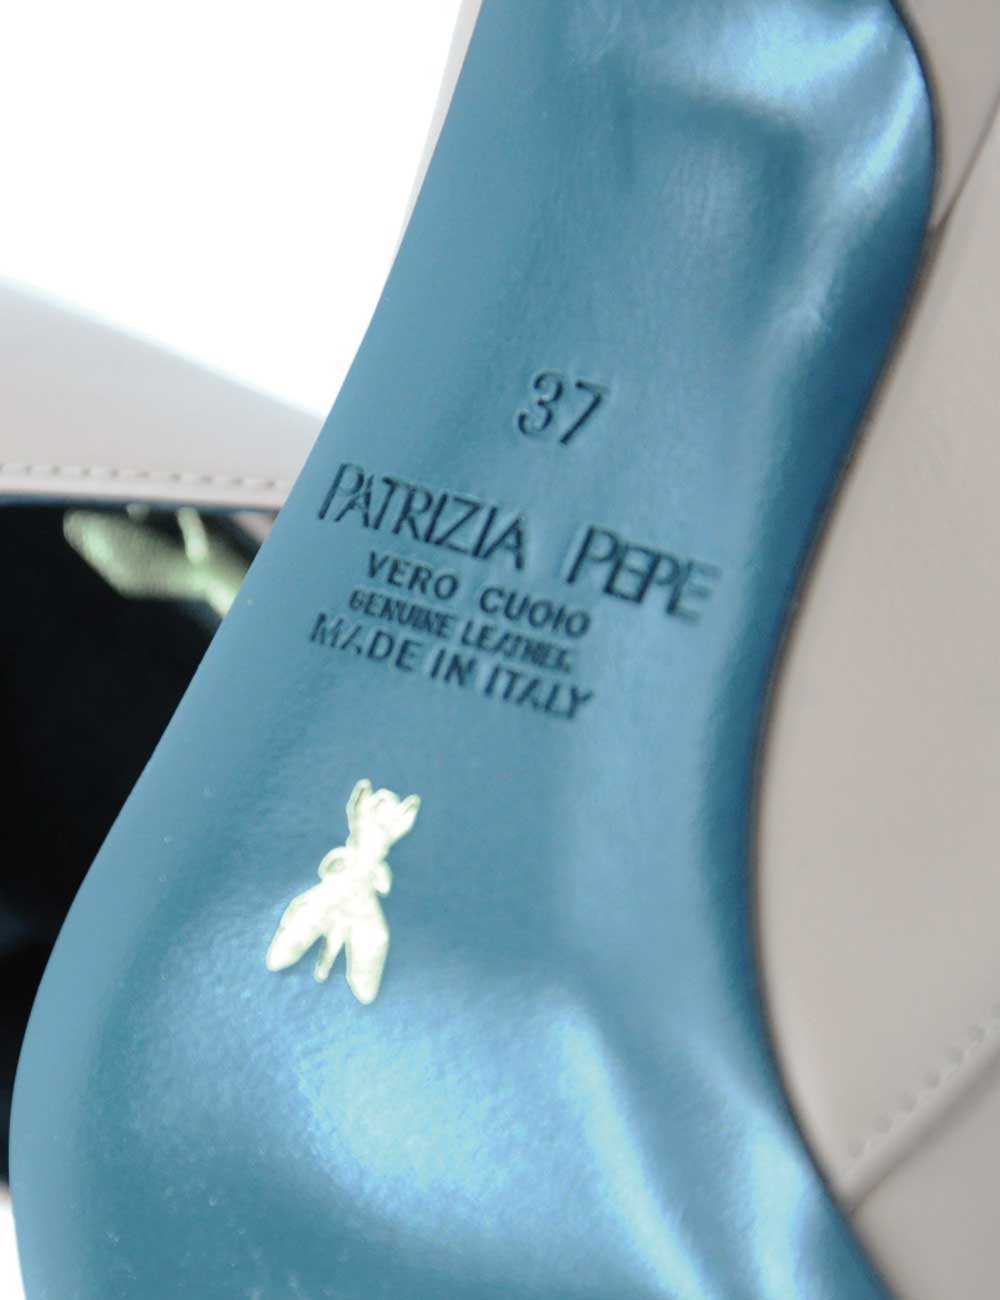 37
PATRIZIA PEPE
VERO CUOIO
GENUINE LEATHER
MADE IN ITALY